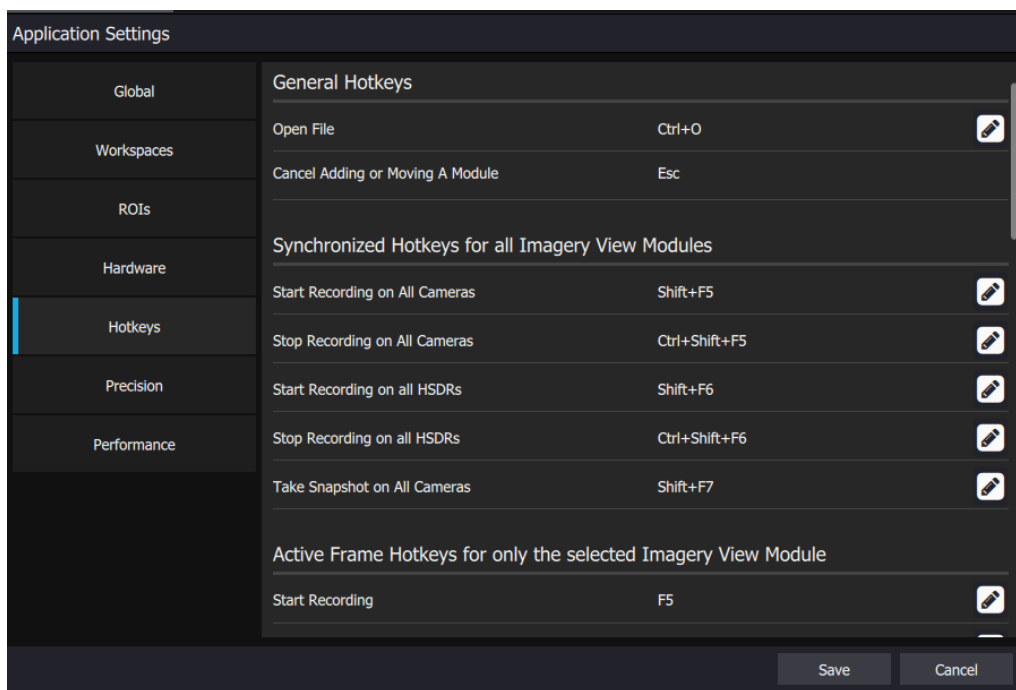 Application Settings
Global
Workspaces
ROIs
Hardware
Hotkeys
Precision
Performance
General Hotkeys
Open File Ctrl+O
Cancel Adding or Moving A Module Esc
Synchronized Hotkeys for all Imagery View Modules
Start Recording on All Cameras Shift+F5
Stop Recording on All Cameras Ctrl+Shift+F5
Start Recording on all HSDRs Shift+F6
Stop Recording on all HSDRs Ctrl+Shift+F6
Take Snapshot on All Cameras Shift+F7
Active Frame Hotkeys for only the selected Imagery View Module
Start Recording F5
Save Cancel